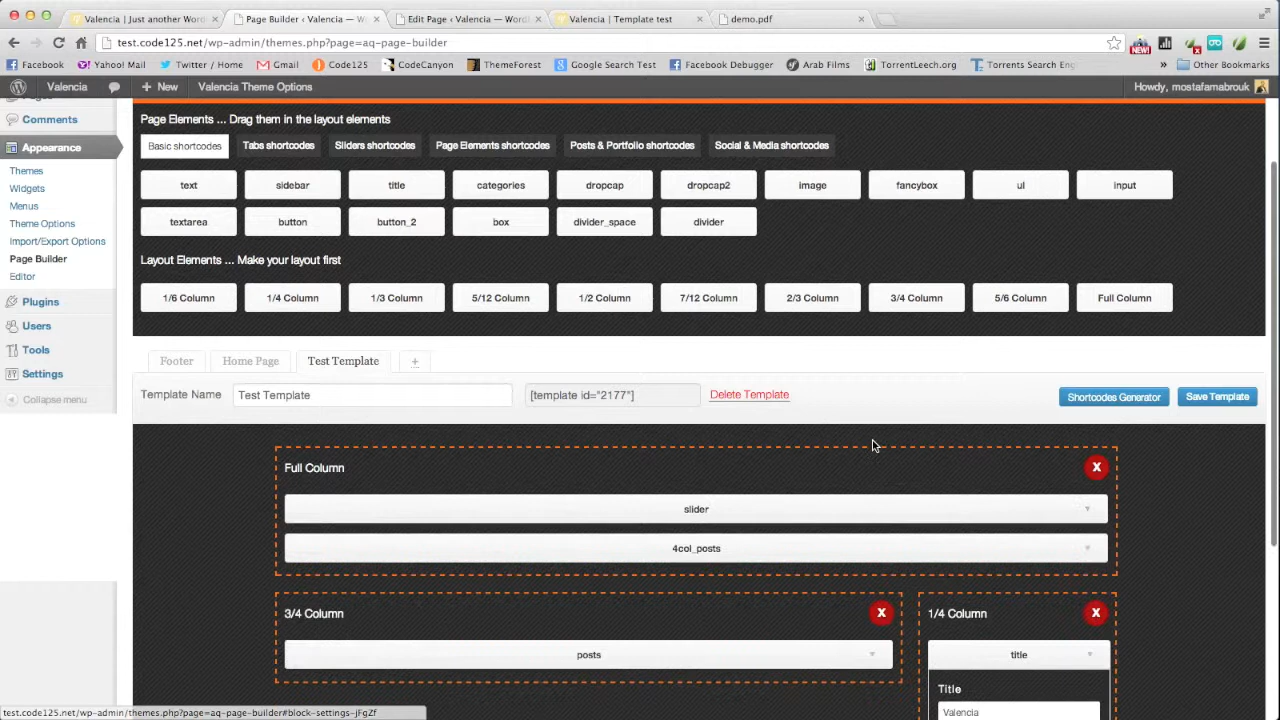 Valencia | Just another WordP
Page Builder ‹ Valencia — W
Edit Page ‹ Valencia — Word
Valencia | Template test
demo.pdf
test.code125.net/wp-admin/themes.php?page=aq-page-builder
Facebook
Yahoo! Mail
Twitter / Home
Gmail
Code125
CodeCanyon
ThemeForest
Google Search Test
Facebook Debugger
Arab Films
TorrentLeech.org
Torrents Search Eng
»
Other Bookmarks
NEW!
Valencia
+ New
Valencia Theme Options
Howdy, mostafamabrouk
Comments
Appearance
Themes
Widgets
Menus
Theme Options
Import/Export Options
Page Builder
Editor
Plugins
Users
Tools
Settings
Collapse menu
Page Elements ... Drag them in the layout elements
Basic shortcodes
Tabs shortcodes
Sliders shortcodes
Page Elements shortcodes
Posts & Portfolio shortcodes
Social & Media shortcodes
text
sidebar
title
categories
dropcap
dropcap2
image
fancybox
ul
input
textarea
button
button_2
box
divider_space
divider
Layout Elements ... Make your layout first
1/6 Column
1/4 Column
1/3 Column
5/12 Column
1/2 Column
7/12 Column
2/3 Column
3/4 Column
5/6 Column
Full Column
Footer
Home Page
Test Template
+
Template Name
Test Template
[template id="2177"]
Delete Template
Shortcodes Generator
Save Template
Full Column
X
slider
4col_posts
3/4 Column
X
posts
1/4 Column
X
title
Title
Valencia
test.code125.net/wp-admin/themes.php?page=aq-page-builder#block-settings-jFgZf